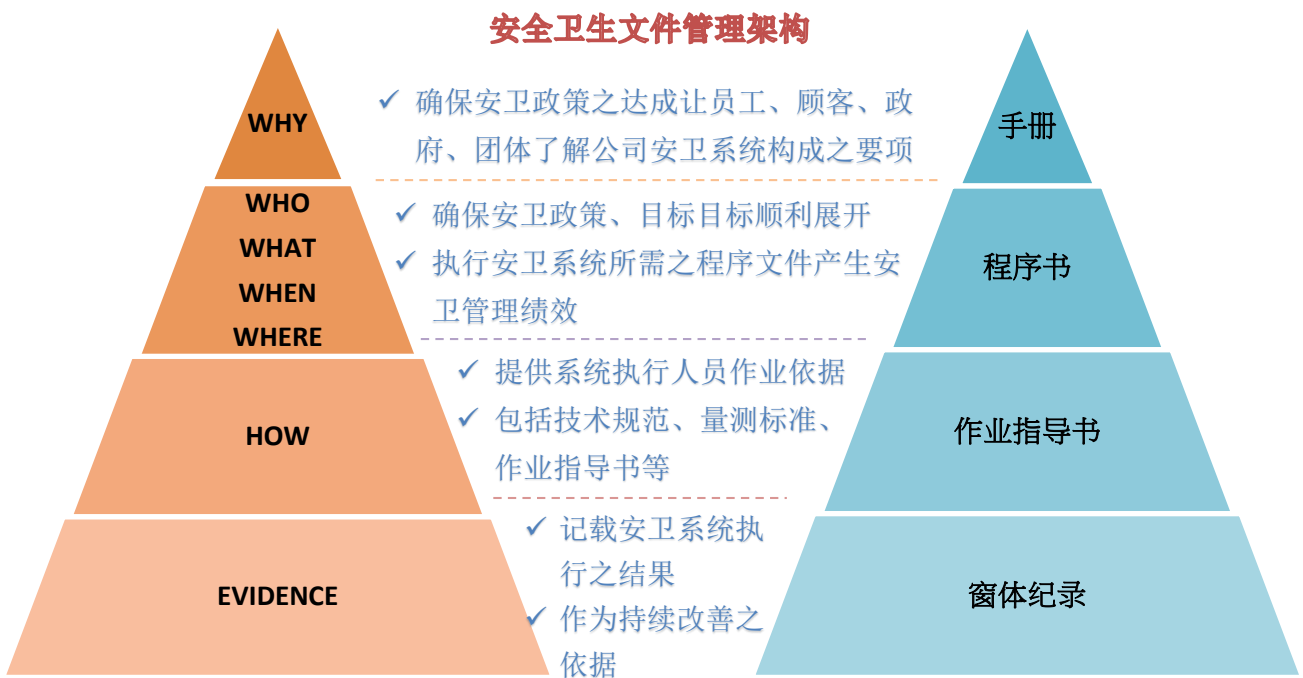 安全卫生文件管理架构
WHY
✓ 确保安卫政策之达成让员工、顾客、政
府、团体了解公司安卫系统构成之要项
手册
WHO
WHAT
WHEN
WHERE
✓ 确保安卫政策、目标目标顺利展开
✓ 执行安卫系统所需之程序文件产生安
卫管理绩效
程序书
HOW
✓ 提供系统执行人员作业依据
✓ 包括技术规范、量测标准、
作业指导书等
作业指导书
EVIDENCE
✓ 记载安卫系统执
行之结果
✓ 作为持续改善之
依据
窗体纪录